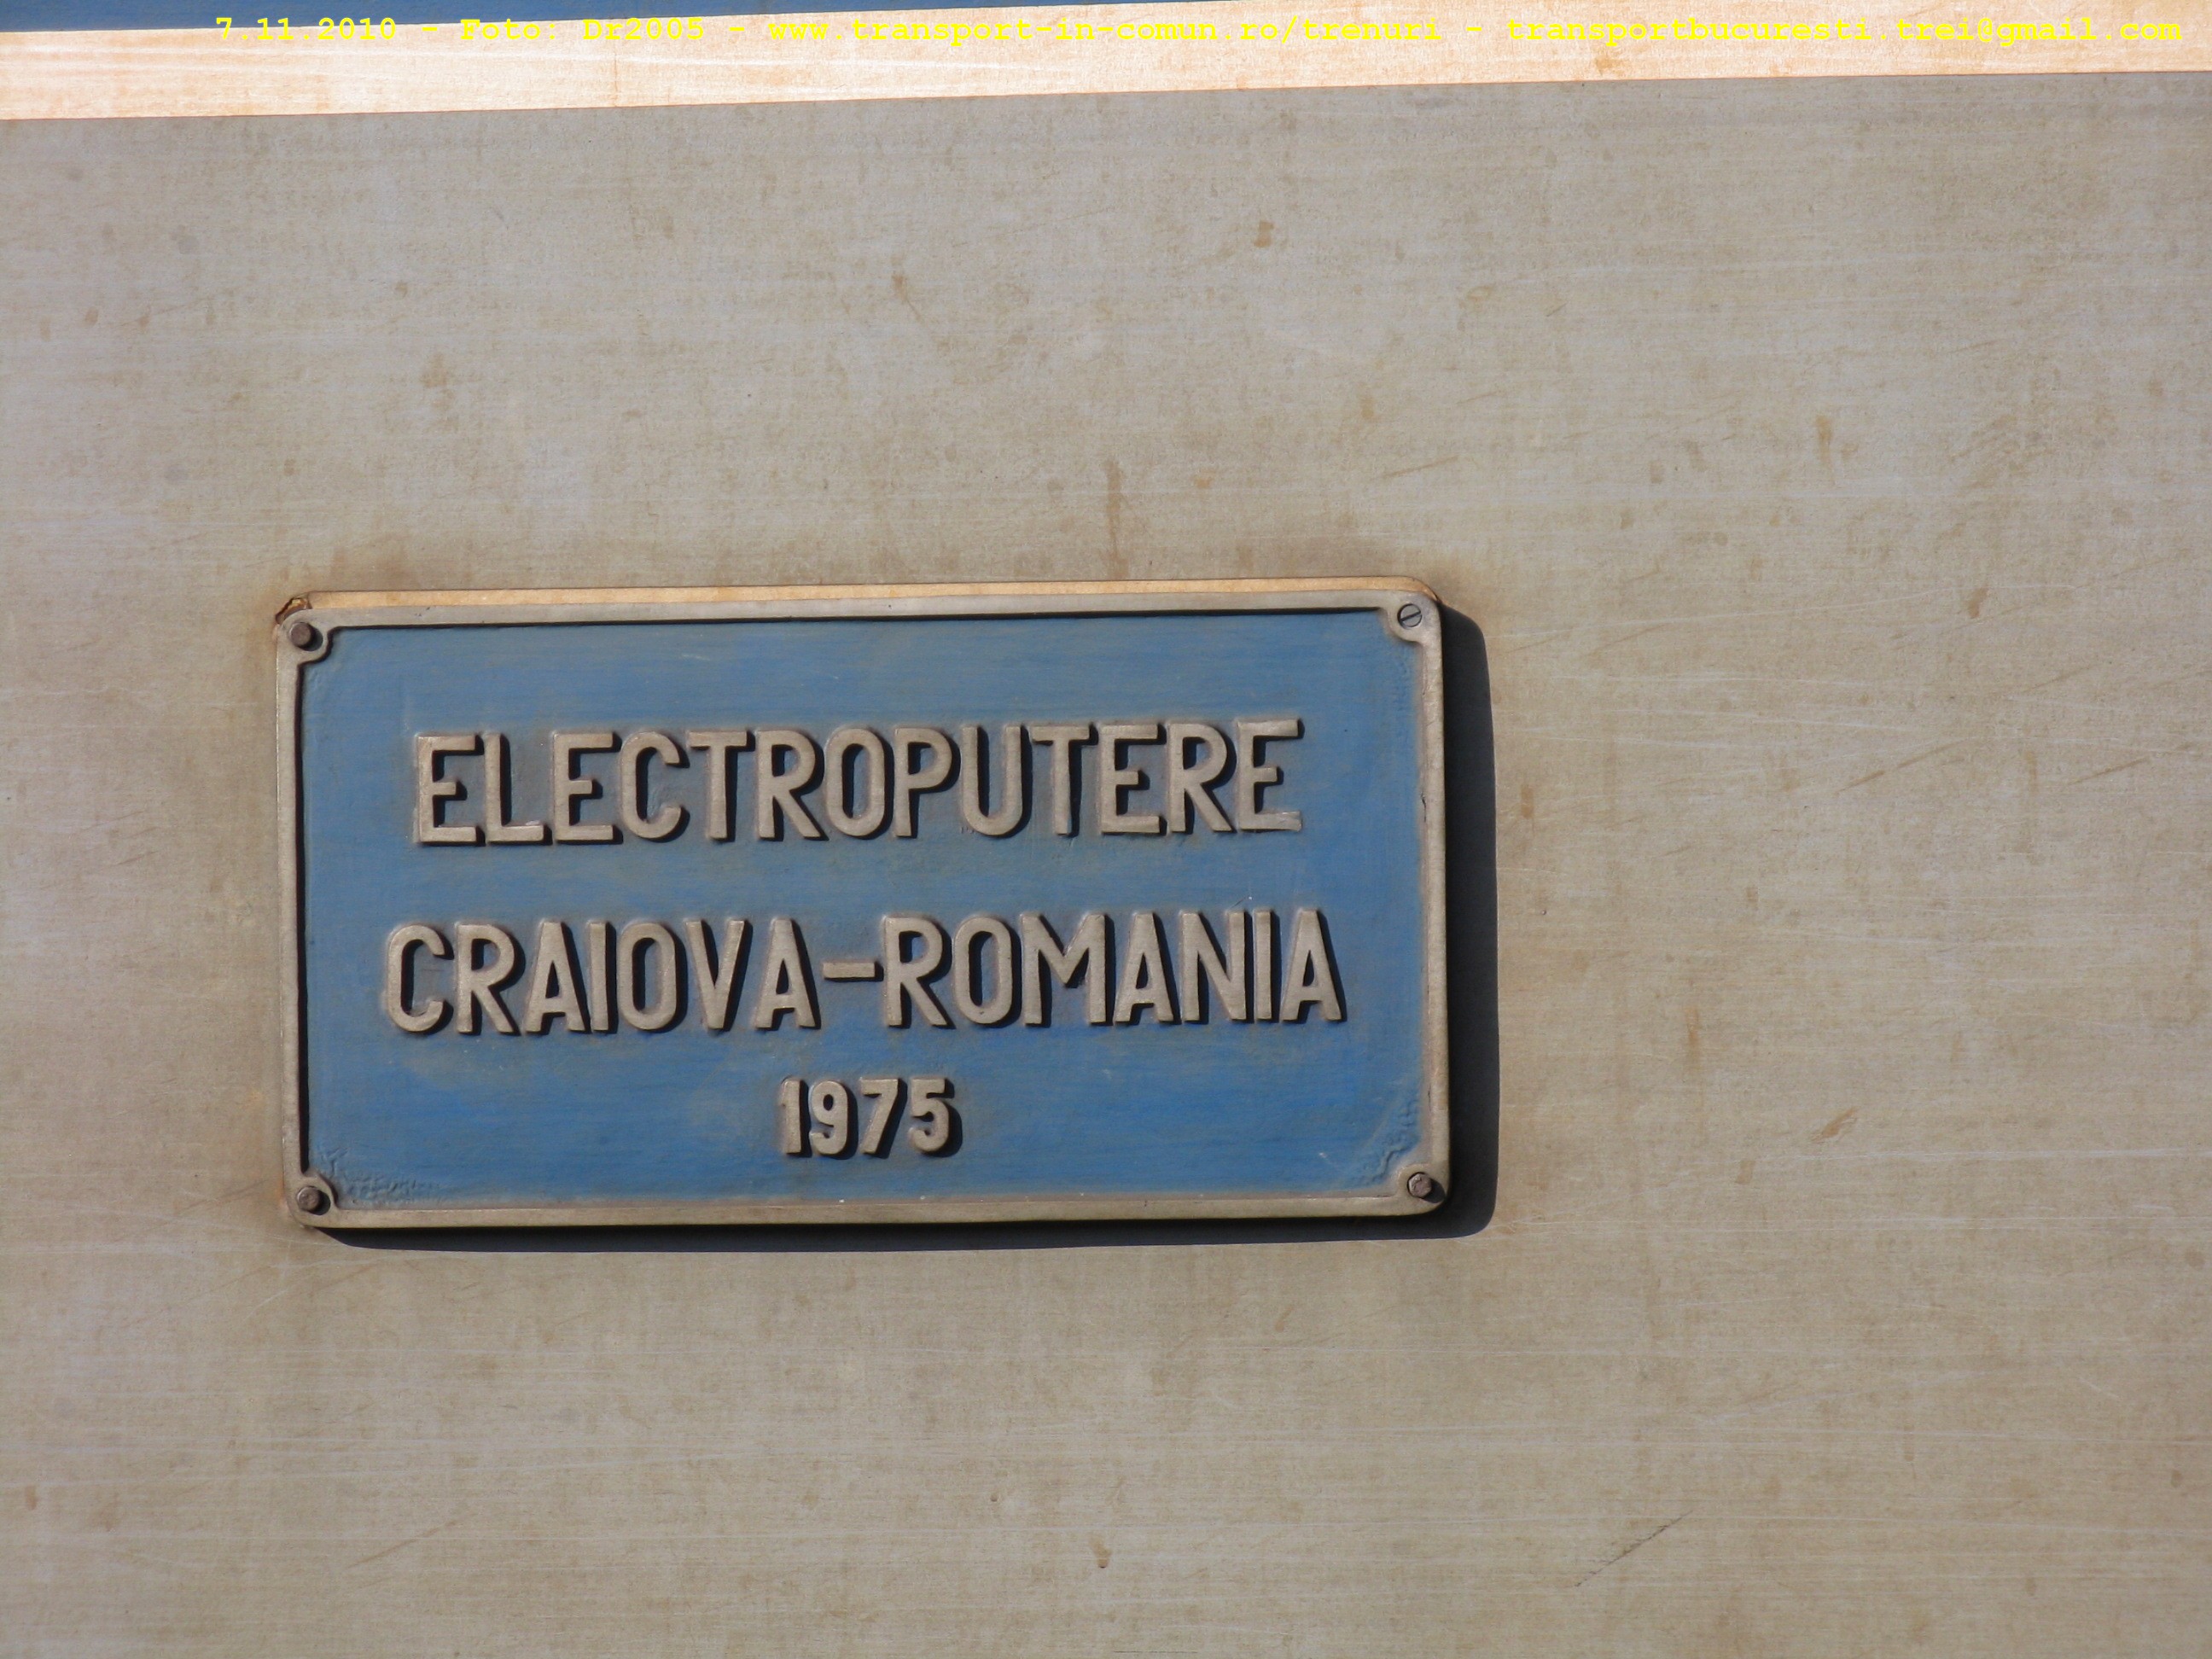 7.11.2010 - Foto: Dr2005 - www.transport-in-comun.ro/trenuri - transportbucuresti.trei@gmail.com
ELECTROPUTERE
CRAIOVA-ROMANIA
1975